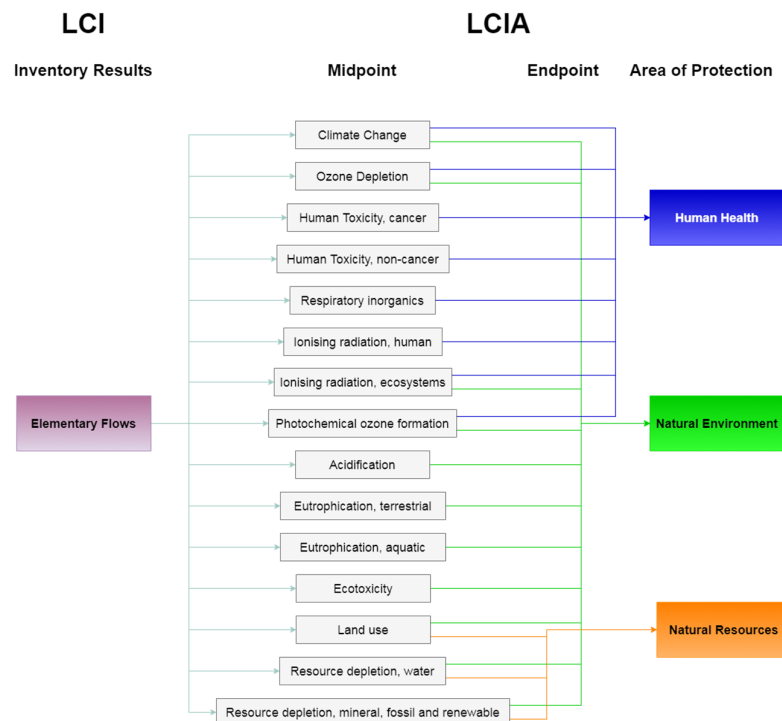 LCI
LCIA
Inventory Results
Midpoint
Endpoint
Area of Protection
Climate Change
Ozone Depletion
Human Toxicity, cancer
Human Health
Human Toxicity, non-cancer
Respiratory inorganics
Ionising radiation, human
Ionising radiation, ecosystems
Elementary Flows
Photochemical ozone formation
Natural Environment
Acidification
Eutrophication, terrestrial
Eutrophication, aquatic
Ecotoxicity
Land use
Natural Resources
Resource depletion, water
Resource depletion, mineral, fossil and renewable